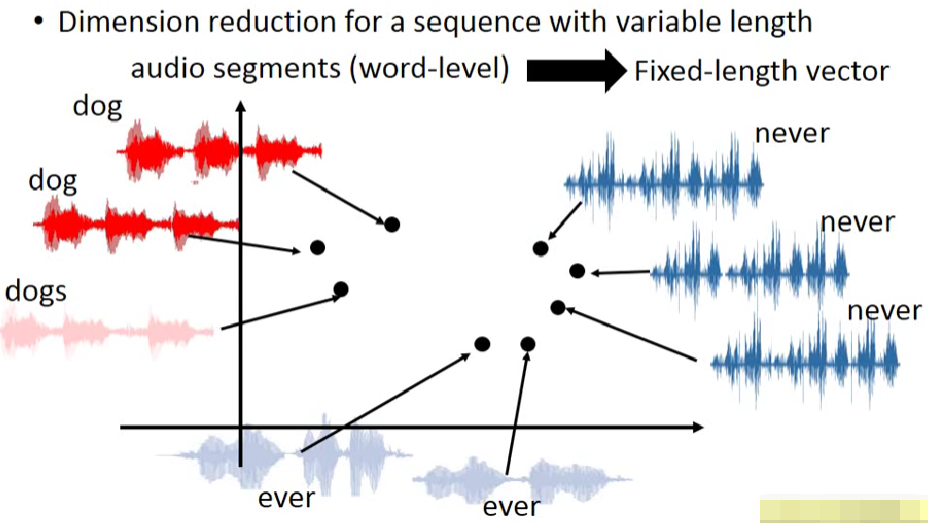 • Dimension reduction for a sequence with variable length
audio segments (word-level) Fixed-length vector
dog
never
dog
never
dogs
never
ever
ever